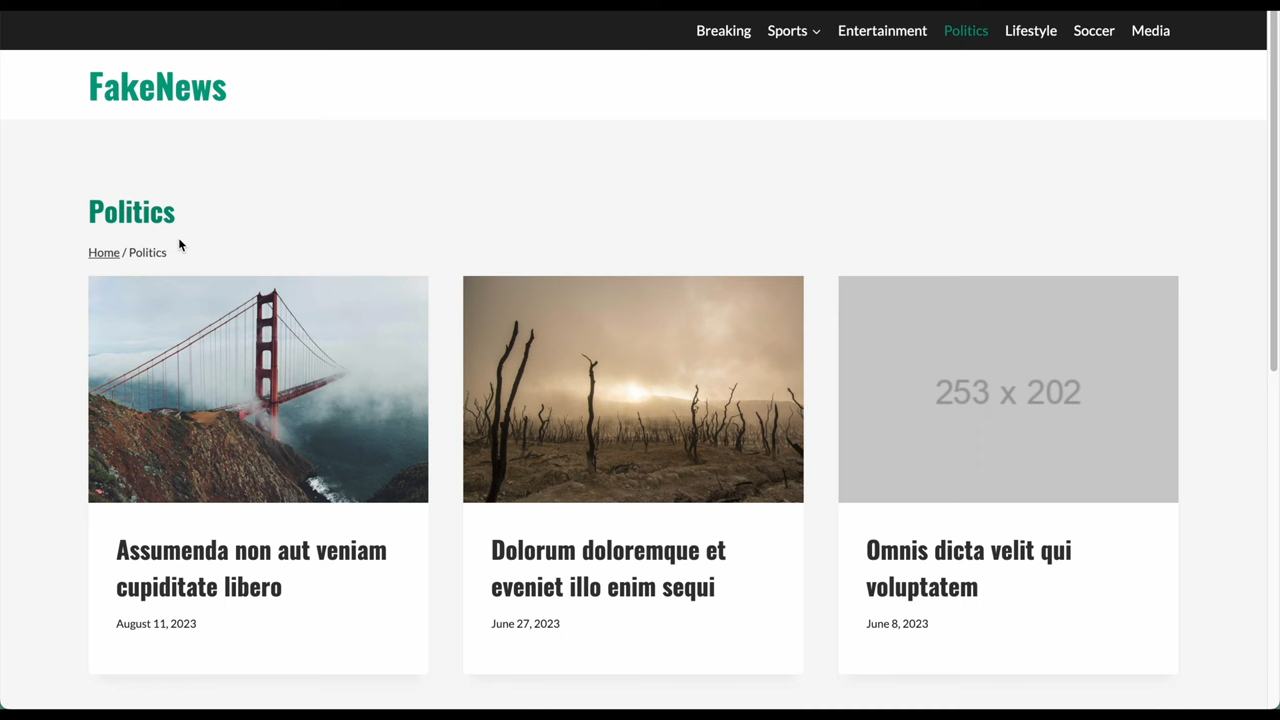 Breaking Sports Entertainment Politics Lifestyle Soccer Media
FakeNews
Politics
Home / Politics
253 x 202
Assumenda non aut veniam
cupiditate libero
August 11, 2023
Dolorum doloremque et
eveniet illo enim sequi
June 27, 2023
Omnis dicta velit qui
voluptatem
June 8, 2023